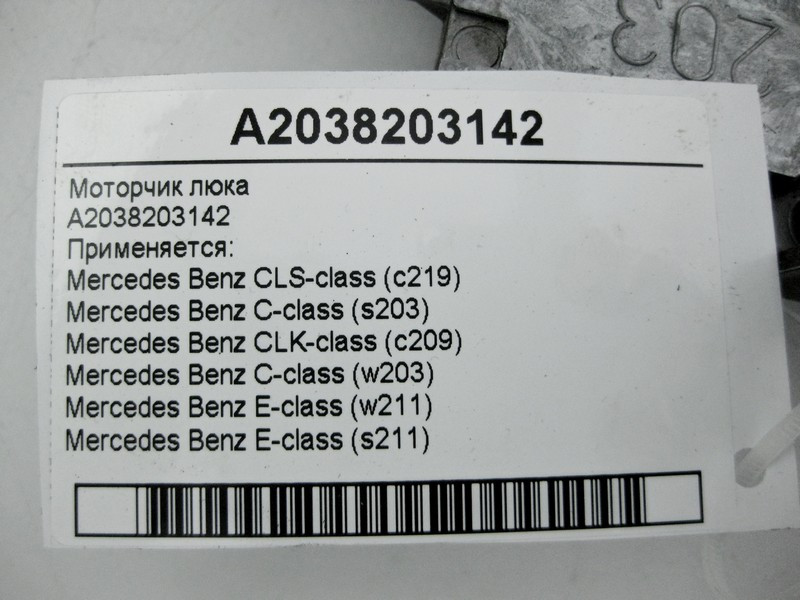 203
A2038203142
Моторчик люка
A2038203142
Применяется:
Mercedes Benz CLS-class (c219)
Mercedes Benz C-class (s203)
Mercedes Benz CLK-class (c209)
Mercedes Benz C-class (w203)
Mercedes Benz E-class (w211)
Mercedes Benz E-class (s211)